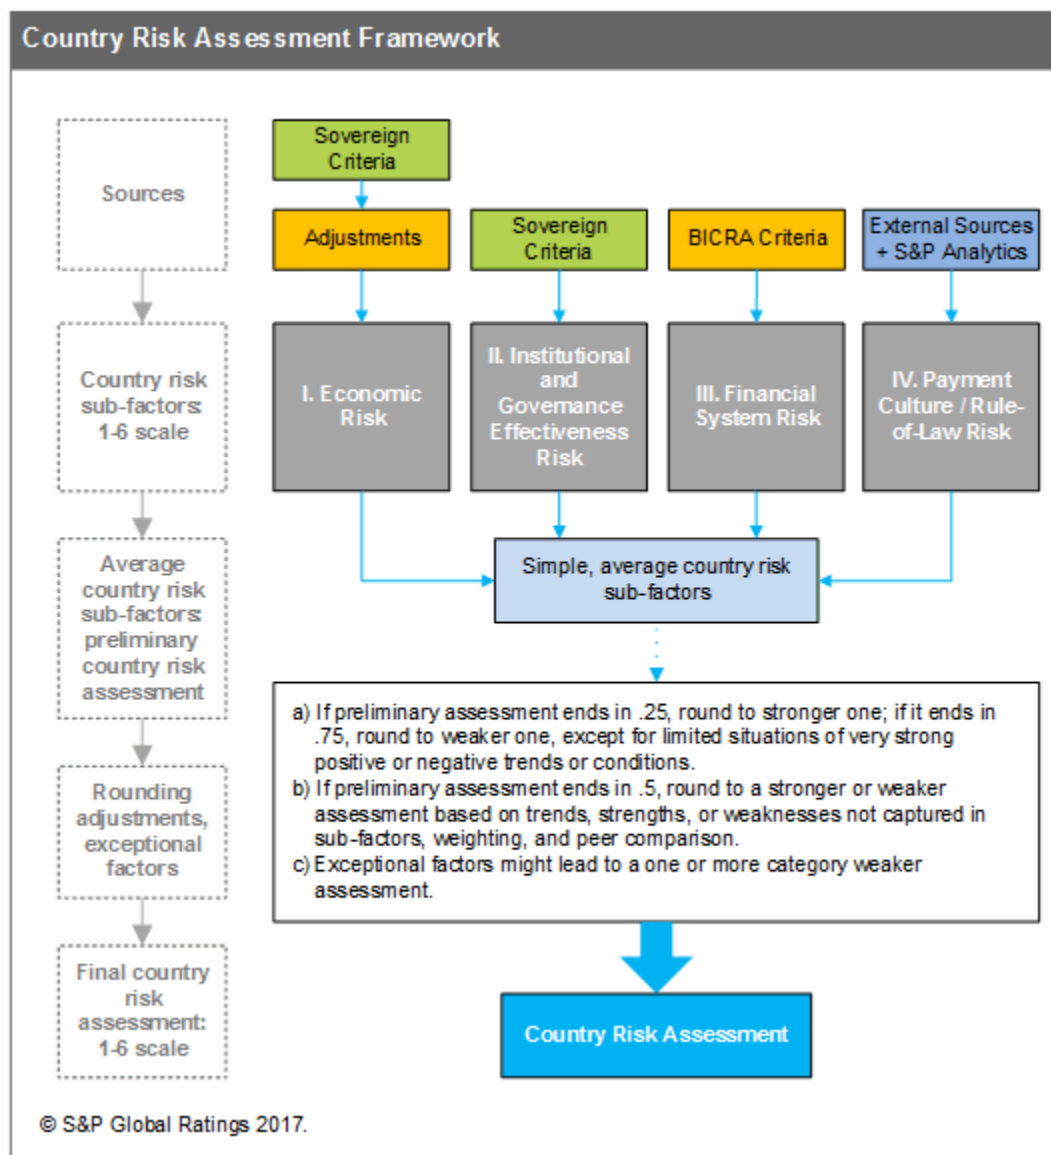 Country Risk Assessment Framework
Sources
Sovereign
Criteria
Adjustments
Sovereign
Criteria
BICRA Criteria
External Sources
+ S&P Analytics
Country risk
sub-factors:
1-6 scale
I. Economic
Risk
II. Institutional
and
Governance
Effectiveness
Risk
III. Financial
System Risk
IV. Payment
Culture / Rule-
of-Law Risk
Average
country risk
sub-factors:
preliminary
country risk
assessment
Simple, average country risk
sub-factors
Rounding
adjustments,
exceptional
factors
a) If preliminary assessment ends in .25, round to stronger one; if it ends in
.75, round to weaker one, except for limited situations of very strong
positive or negative trends or conditions.
b) If preliminary assessment ends in .5, round to a stronger or weaker
assessment based on trends, strengths, or weaknesses not captured in
sub-factors, weighting, and peer comparison.
c) Exceptional factors might lead to a one or more category weaker
assessment.
Final country
risk
assessment:
1-6 scale
Country Risk Assessment
© S&P Global Ratings 2017.